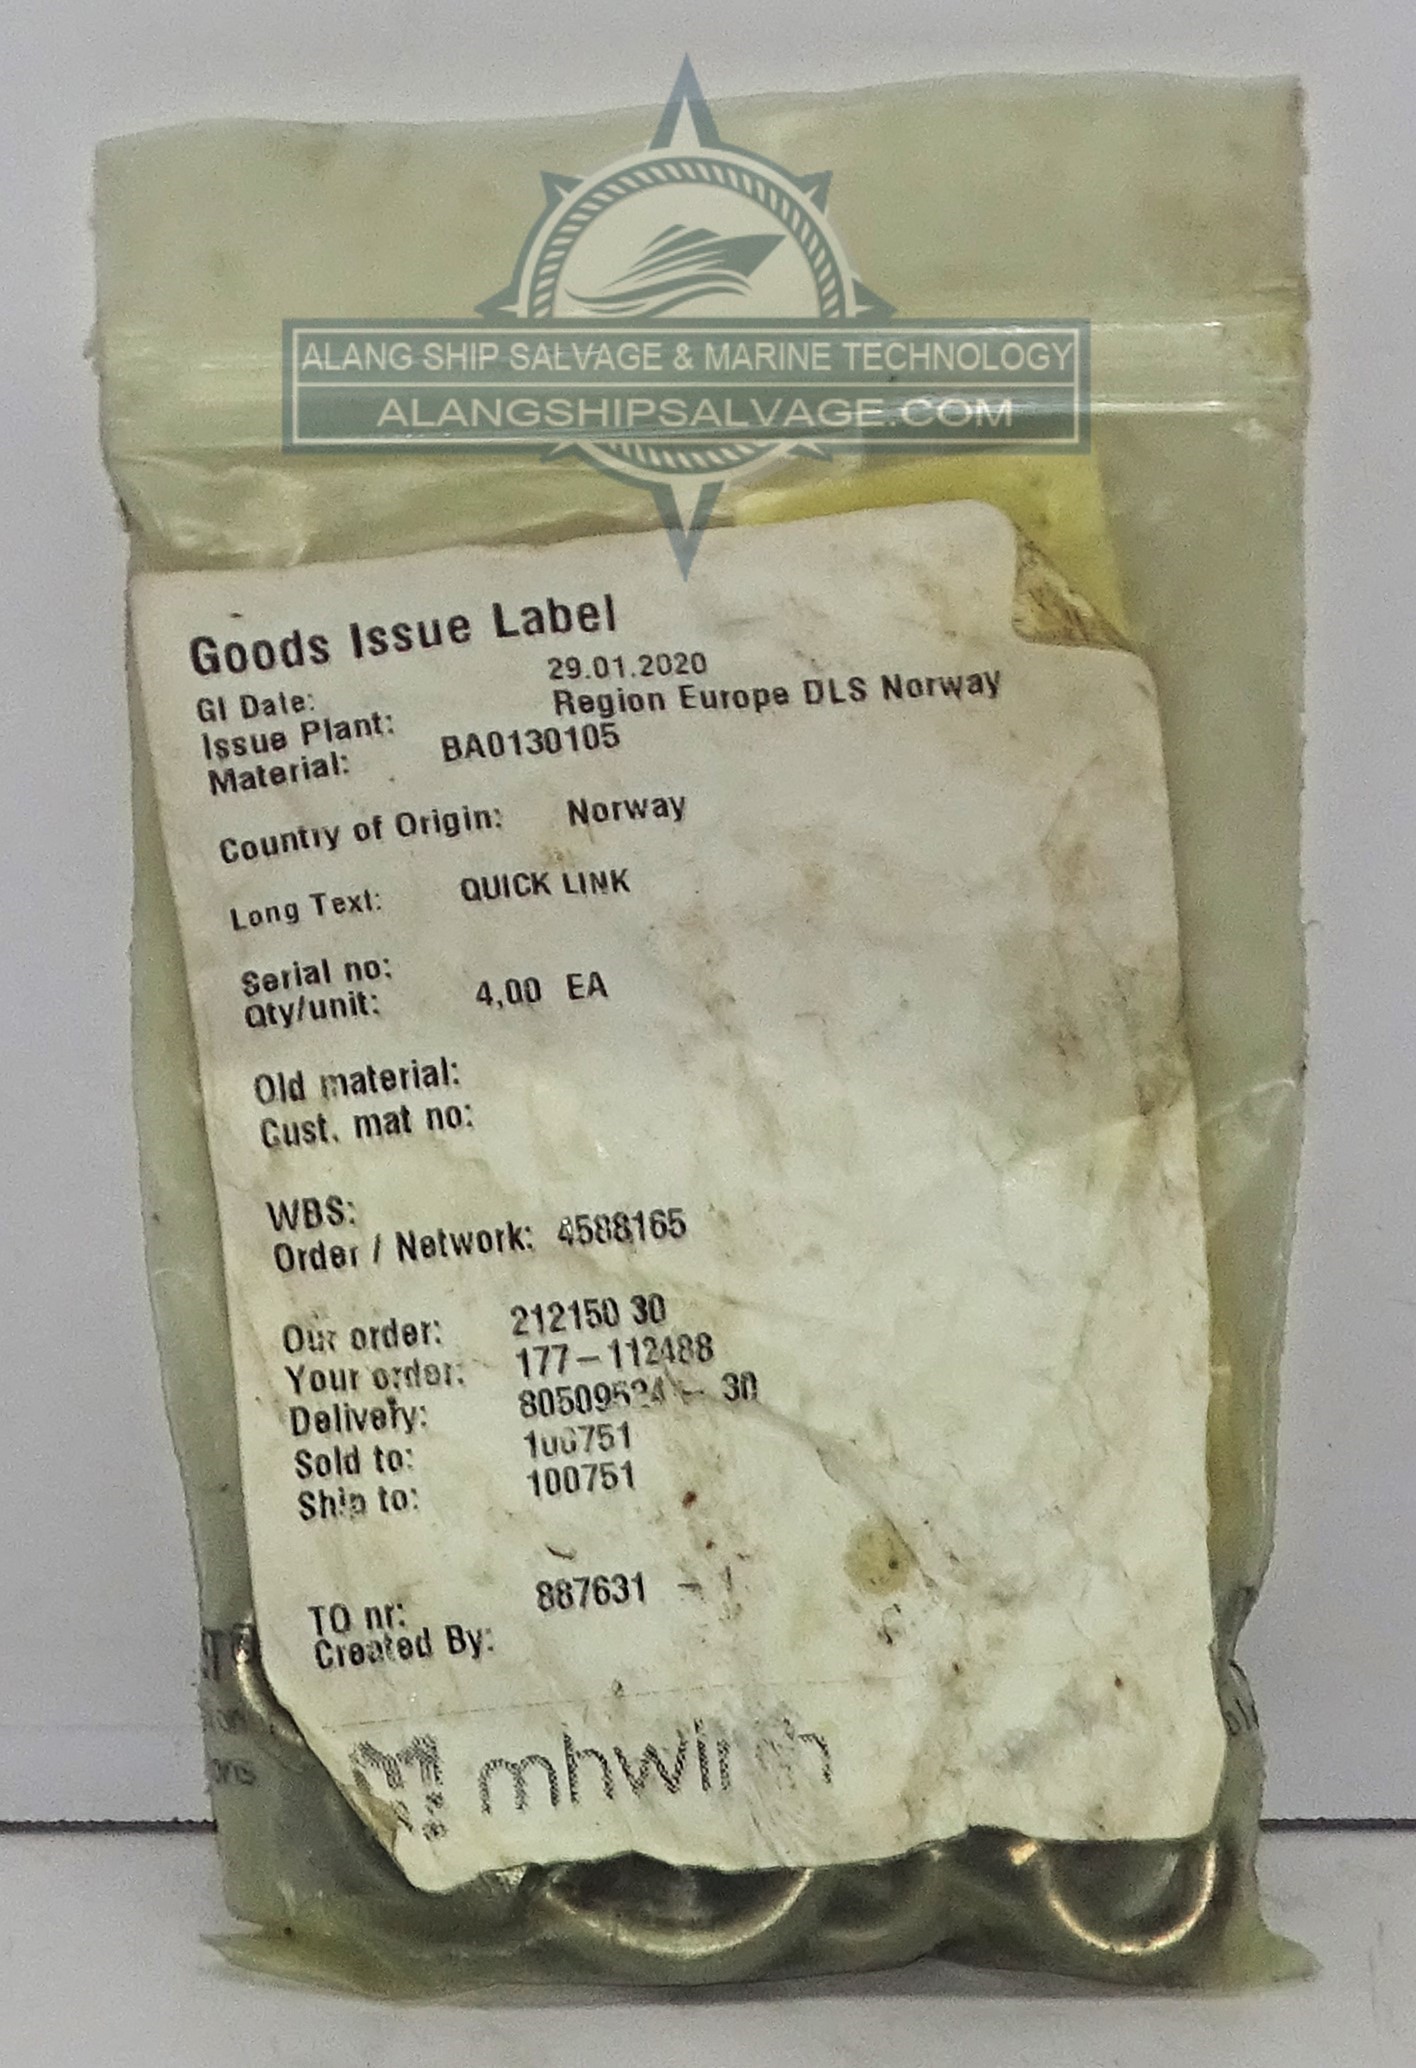 ALANG SHIP SALVAGE & MARINE TECHNOLOGY
ALANGSHIPSALVAGE.COM
Goods Issue Label
GI Date: 29.01.2020
Issue Plant: Region Europe DLS Norway
Material: BA0130105
Country of Origin: Norway
Long Text: QUICK LINK
Serial no:
Qty/unit: 4,00 EA
Old material:
Cust. mat no:
WBS:
Order / Network: 4588165
Our order: 212150 30
Your order: 177-112488
Delivery: - 30
Sold to: 100751
Ship to: 100751
TO nr: 887631 -
Created By: